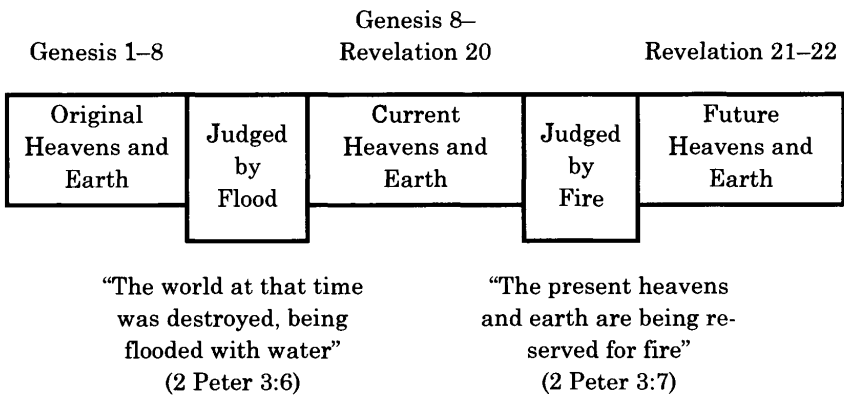 Genesis 1–8
Genesis 8–
Revelation 20
Revelation 21–22
Original
Heavens and
Earth
Judged
by
Flood
Current
Heavens and
Earth
Judged
by
Fire
Future
Heavens and
Earth
“The world at that time
was destroyed, being
flooded with water”
(2 Peter 3:6)
“The present heavens
and earth are being re-
served for fire”
(2 Peter 3:7)